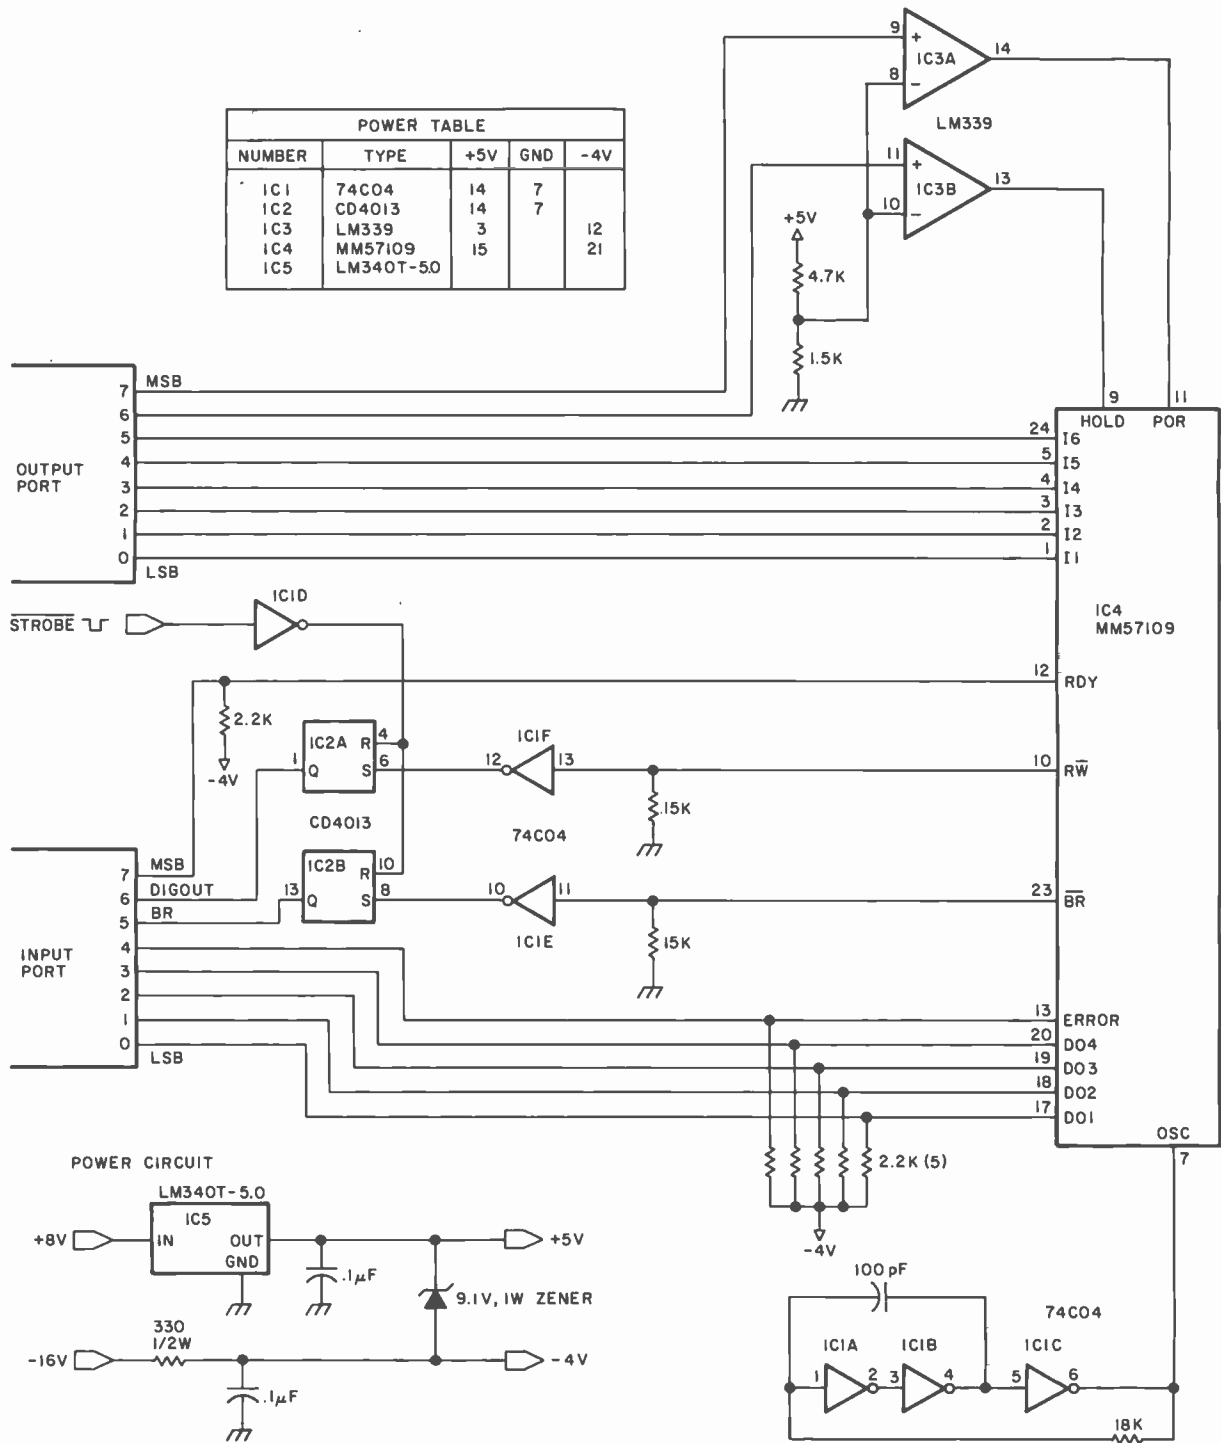 9 + IC3A 14
8 -
LM339
11 + IC3B 13
10 -
POWER TABLE
NUMBER TYPE +5V GND -4V
IC1 74C04 14 7
IC2 CD4013 14 7
IC3 LM339 3 12
IC4 MM57109 15 21
IC5 LM340T-5.0
+5V
4.7K
1.5K
OUTPUT PORT
7 MSB
6
5
4
3
2
1
0 LSB
9 11
HOLD POR
24 I6
5 I5
4 I4
3 I3
2 I2
1 I1
IC4
MM57109
STROBE
IC1D
12 RDY
2.2K
-4V
IC2A R 4
1 Q S 6
CD4013
IC1F
12 13
15K
10 RW
74C04
IC2B R 10
13 Q S 8
10 11
IC1E
15K
23 BR
INPUT PORT
7 MSB
6 DIGOUT
5 BR
4
3
2
1
0 LSB
13 ERROR
20 DO4
19 DO3
18 DO2
17 DO1
OSC
7
2.2K (5)
-4V
POWER CIRCUIT
LM340T-5.0
IC5
+8V IN OUT +5V
GND
.1µF
9.1V, 1W ZENER
330
1/2W
-16V -4V
.1µF
100pF
74C04
IC1A IC1B IC1C
1 2 3 4 5 6
18K